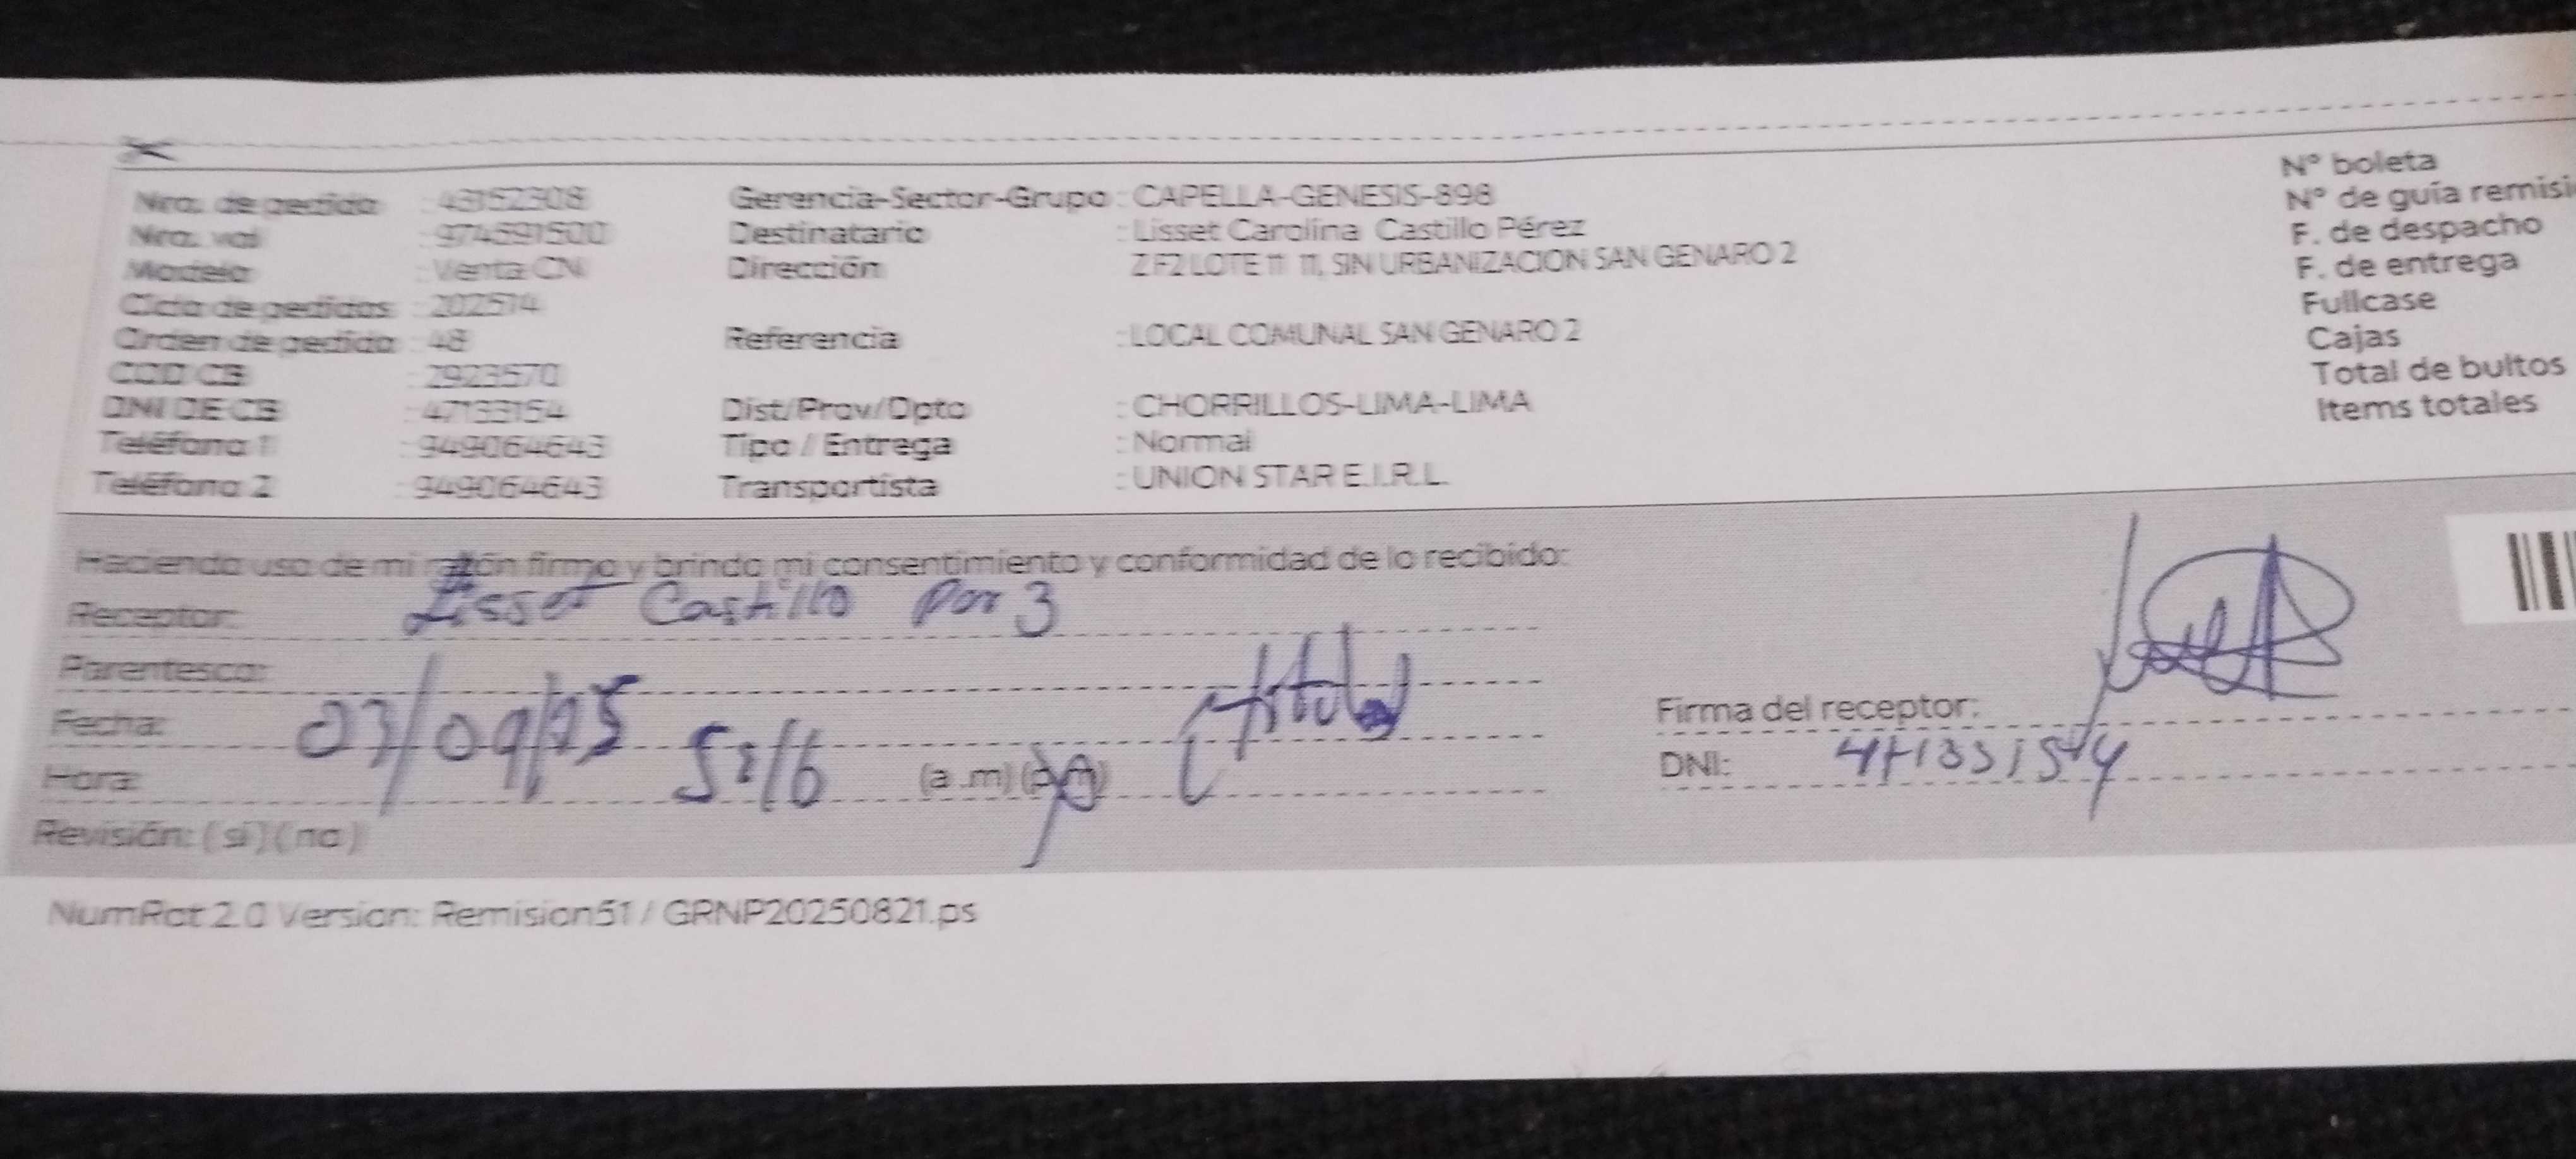 Nro. de pedido : 43152308
Nro. val : 974591500
Modelo : Venta CN
Ciclo de pedidos : 202514
Orden de pedido : 48
COD CB : 2923570
DNI DE CB : 47133154
Teléfono 1 : 949064643
Teléfono 2 : 949064643
Gerencia-Sector-Grupo : CAPELLA-GENESIS-898
Destinatario : Lisset Carolina Castillo Pérez
Dirección Z F2 LOTE 11 11, SIN URBANIZACION SAN GENARO 2
Referencia : LOCAL COMUNAL SAN GENARO 2
Dist/Prov/Dpto : CHORRILLOS-LIMA-LIMA
Tipo / Entrega : Normal
Transportista : UNION STAR E.I.R.L.
N° boleta
N° de guía remisi
F. de despacho
F. de entrega
Fullcase
Cajas
Total de bultos
Items totales
Haciendo uso de mi razón firmo y brindo mi consentimiento y conformidad de lo recibido:
Receptor: Lisset Castillo por 3
Parentesco: titular
Fecha: 03/09/25
Hora: 5:16 (a .m) (p.m)
Revisión: ( si ) ( no )
Firma del receptor:
DNI:
NumRot 2.0 Version: Remision51 / GRNP20250821.ps